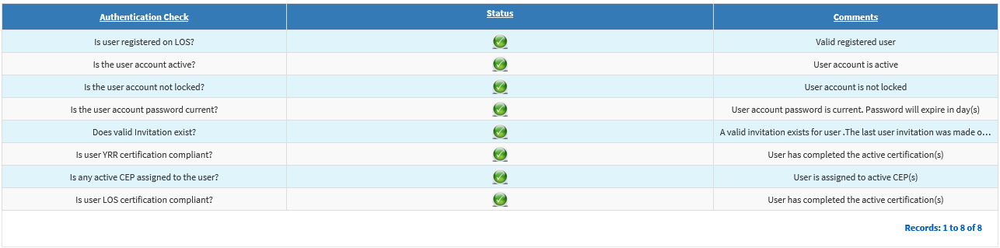 Authentication Check Status Comments
Is user registered on LOS? Valid registered user
Is the user account active? User account is active
Is the user account not locked? User account is not locked
Is the user account password current? User account password is current. Password will expire in day(s)
Does valid Invitation exist? A valid invitation exists for user .The last user invitation was made o...
Is user YRR certification compliant? User has completed the active certification(s)
Is any active CEP assigned to the user? User is assigned to active CEP(s)
Is user LOS certification compliant? User has completed the active certification(s)
Records: 1 to 8 of 8